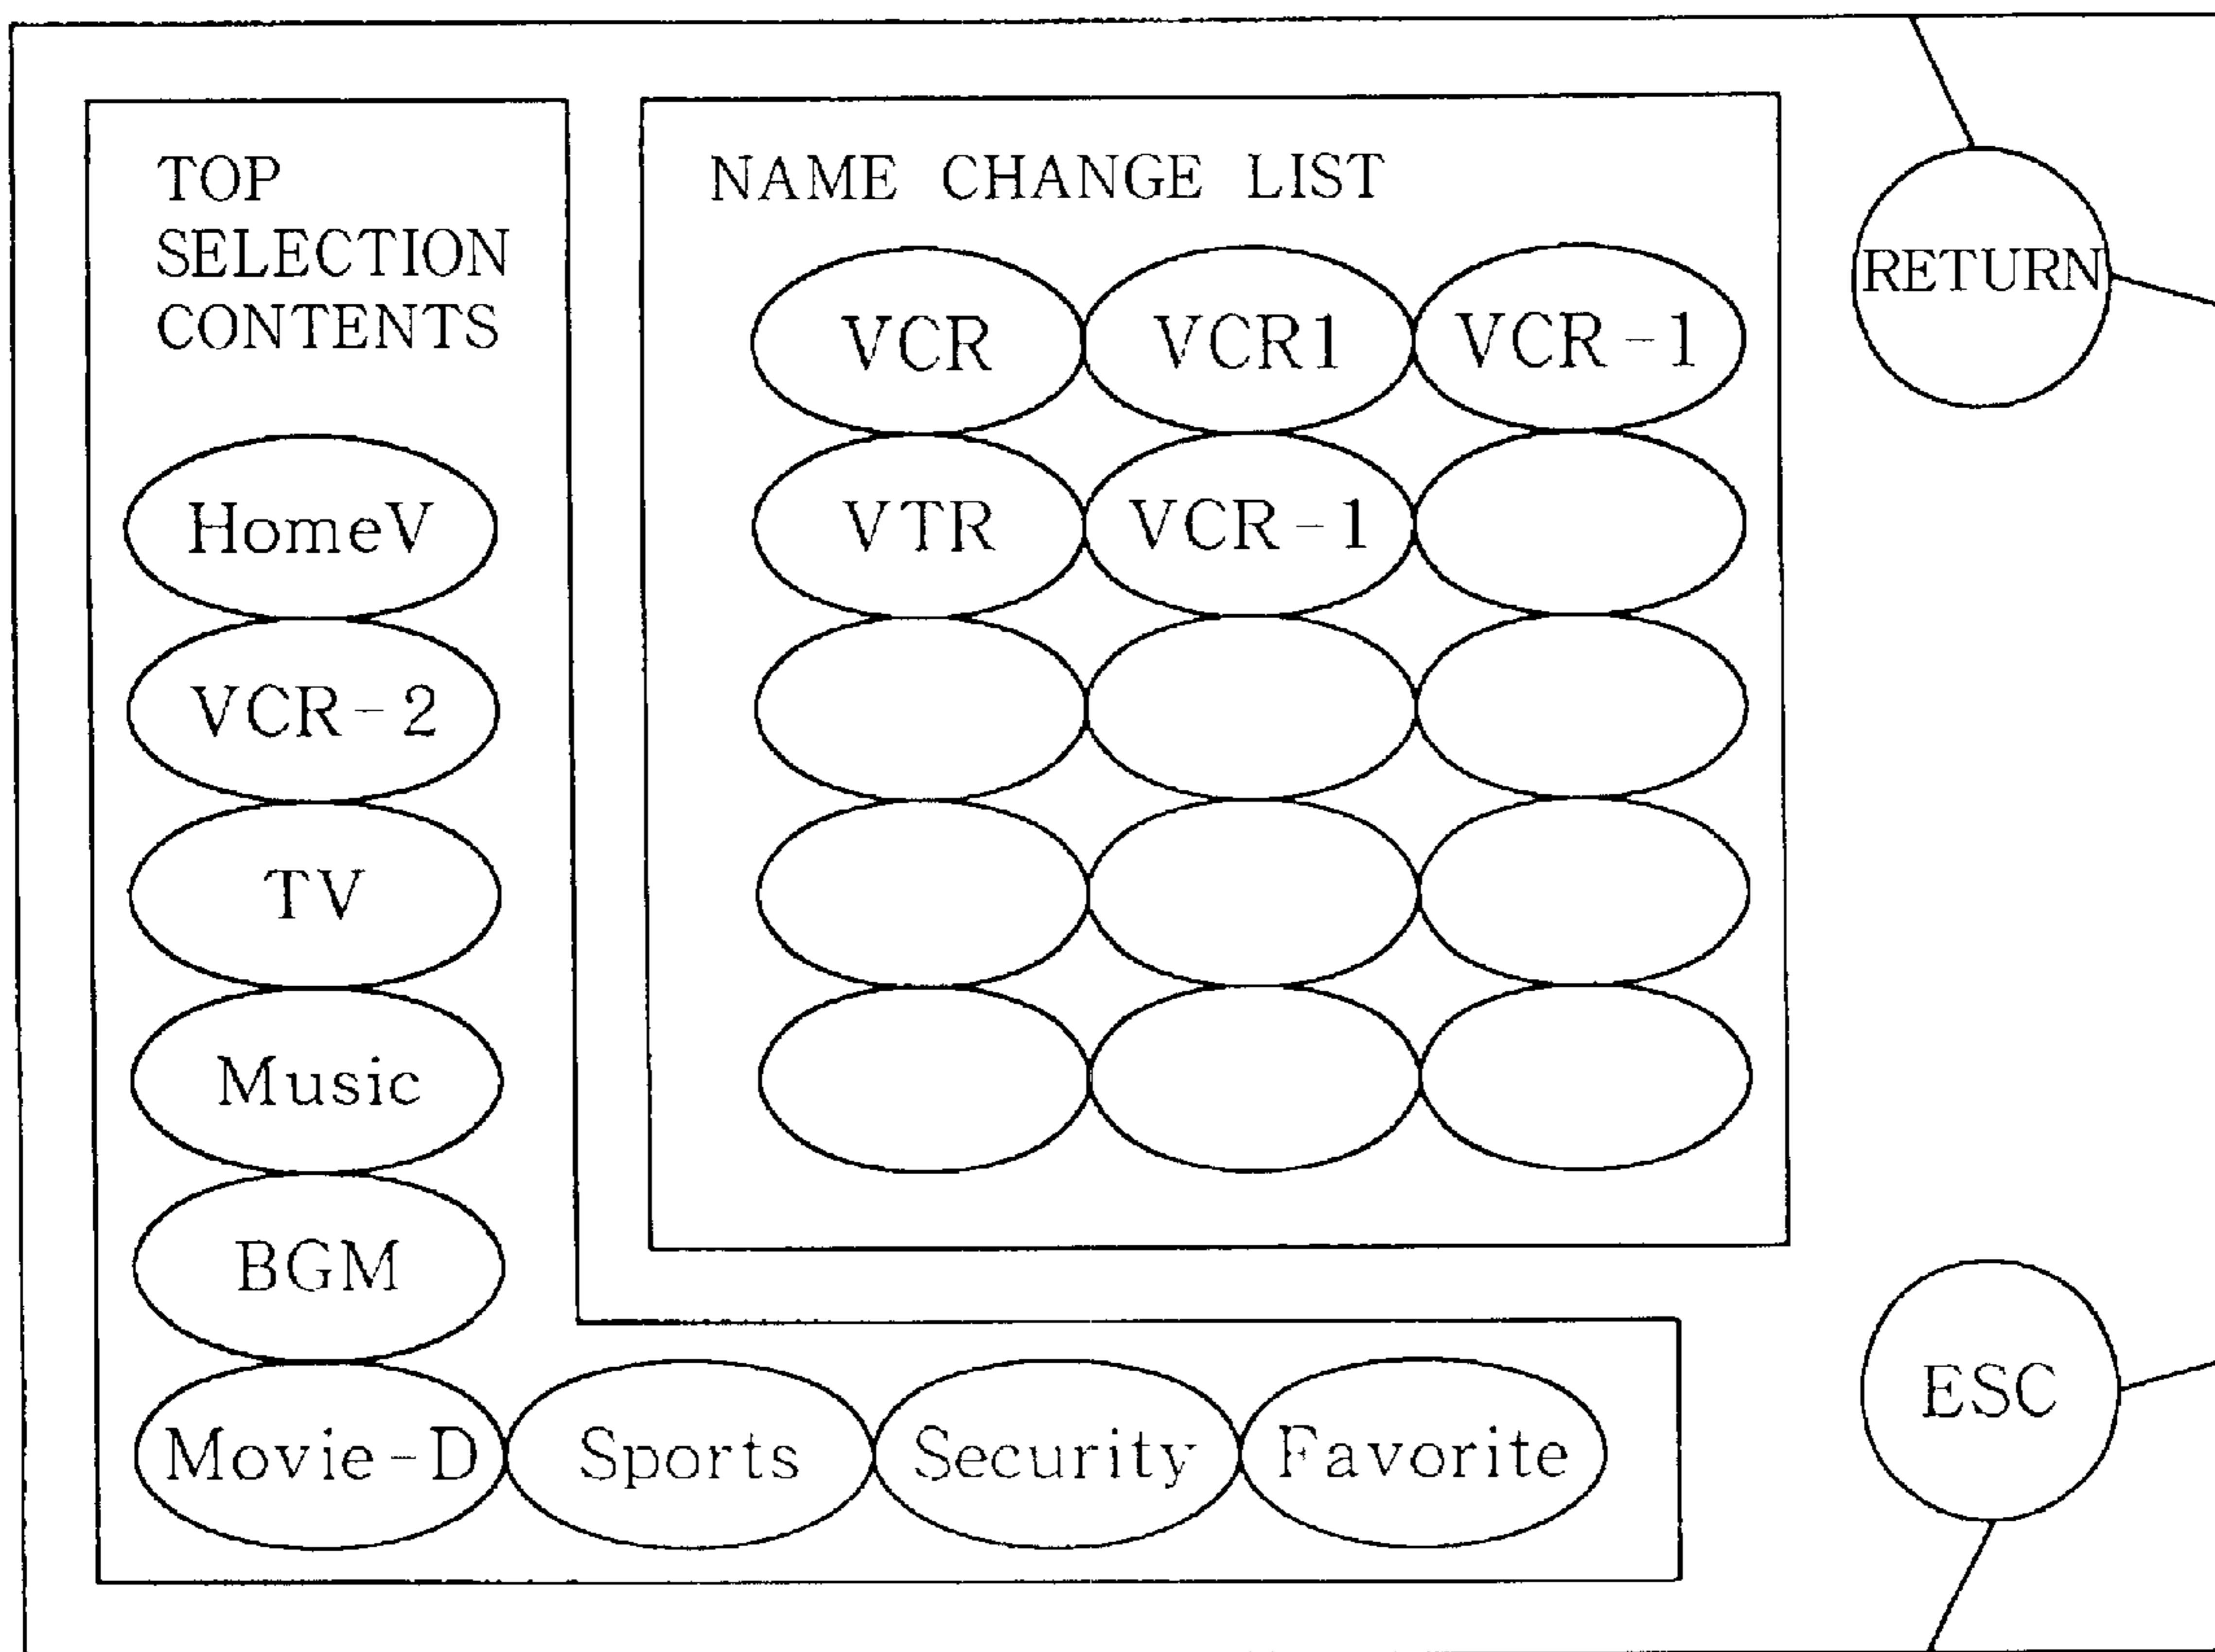 TOP
SELECTION
CONTENTS
HomeV
VCR-2
TV
Music
BGM
Movie-D Sports Security Favorite
NAME CHANGE LIST
VCR VCR1 VCR-1
VTR VCR-1
RETURN
ESC